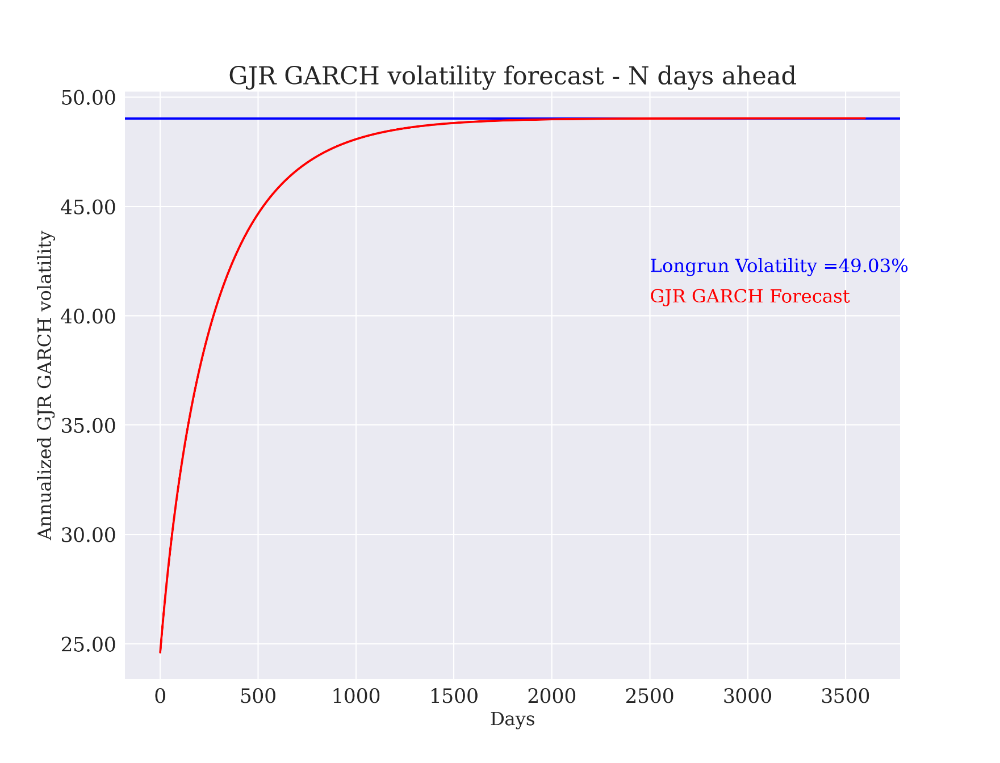 GJR GARCH volatility forecast - N days ahead
50.00
45.00
40.00
35.00
30.00
25.00
Annualized GJR GARCH volatility
Longrun Volatility =49.03%
GJR GARCH Forecast
0 500 1000 1500 2000 2500 3000 3500
Days